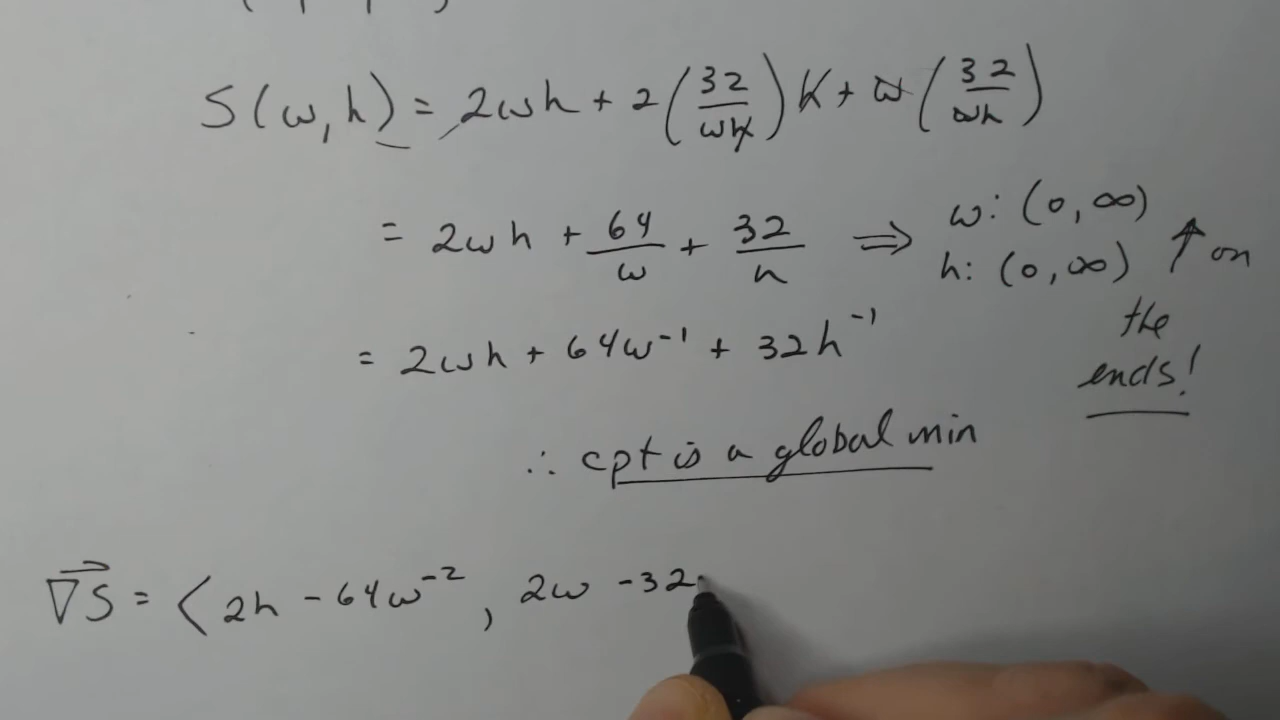 S(w,h) = 2wh + 2(32/wh)h + w(32/wh)
= 2wh + 64/w + 32/h ⇒ w: (0,∞) h: (0,∞) ↑ on the ends!
= 2wh + 64w⁻¹ + 32h⁻¹
∴ cpt is a global min
∇S = ⟨2h - 64w⁻², 2w - 32